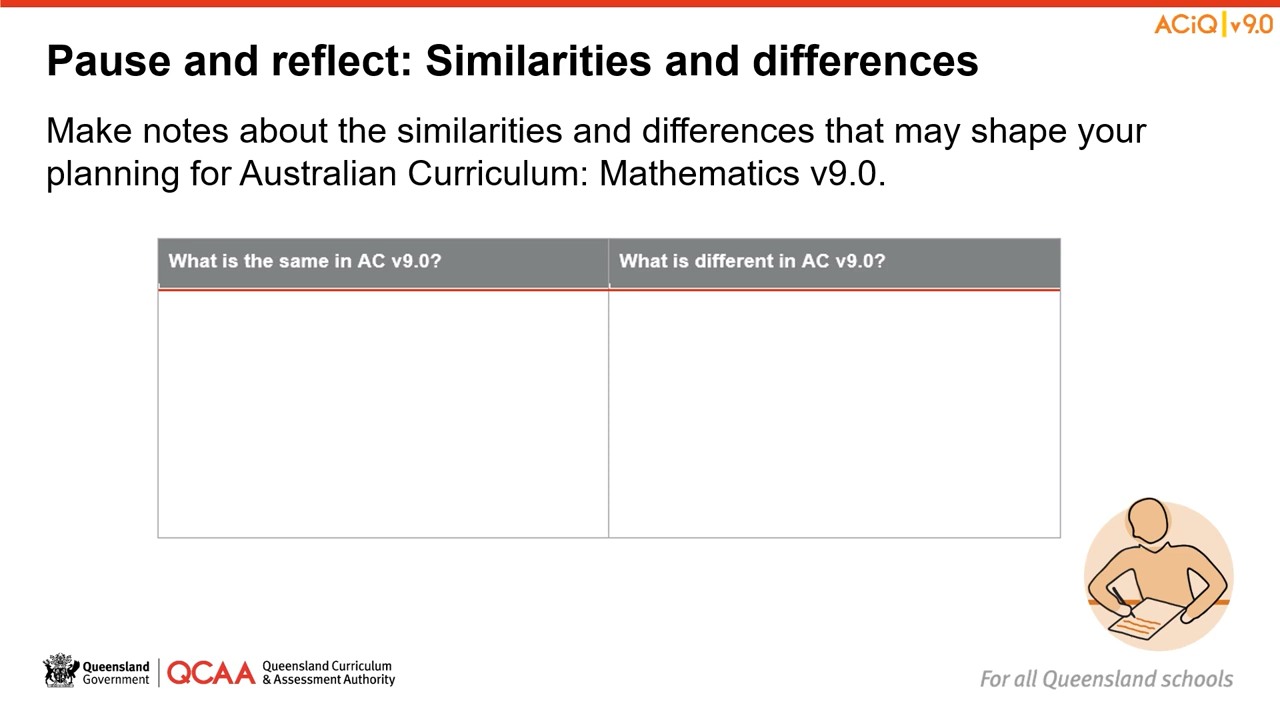 ACiQ v9.0
Pause and reflect: Similarities and differences
Make notes about the similarities and differences that may shape your
planning for Australian Curriculum: Mathematics v9.0.
What is the same in AC v9.0?
What is different in AC v9.0?
Queensland
Government
QCAA
Queensland Curriculum
& Assessment Authority
For all Queensland schools